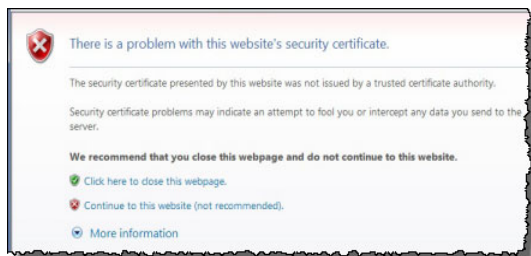 There is a problem with this website's security certificate.
The security certificate presented by this website was not issued by a trusted certificate authority.
Security certificate problems may indicate an attempt to fool you or intercept any data you send to the
server.
We recommend that you close this webpage and do not continue to this website.
Click here to close this webpage.
Continue to this website (not recommended).
More information